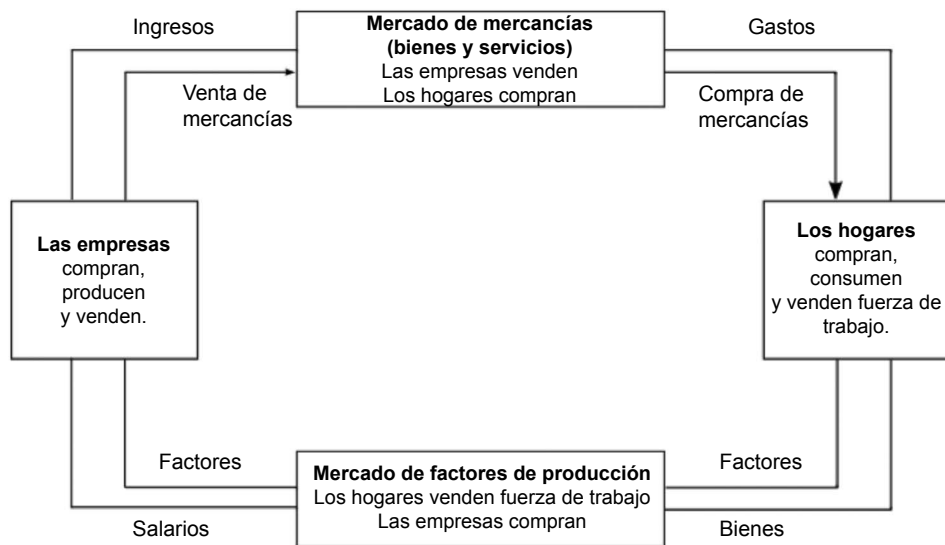 Ingresos
Mercado de mercancías
(bienes y servicios)
Las empresas venden
Los hogares compran
Gastos
Venta de
mercancías
Compra de
mercancías
Las empresas
compran,
producen
y venden.
Los hogares
compran,
consumen
y venden fuerza de
trabajo.
Factores
Mercado de factores de producción
Los hogares venden fuerza de trabajo
Las empresas compran
Factores
Salarios
Bienes